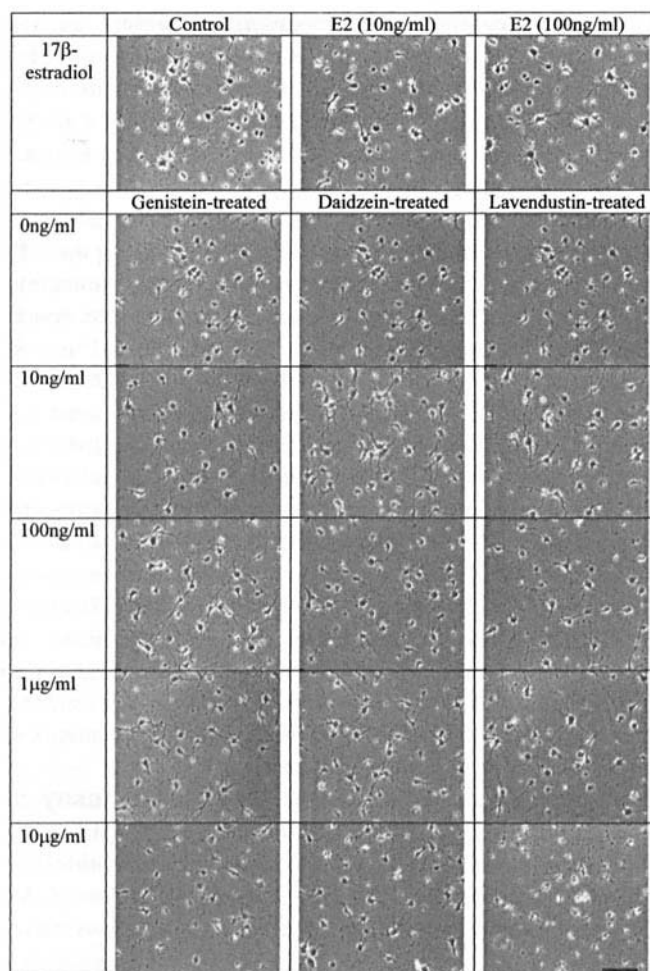 Control E2 (10ng/ml) E2 (100ng/ml)
17β-
estradiol
Genistein-treated Daidzein-treated Lavendustin-treated
0ng/ml
10ng/ml
100ng/ml
1μg/ml
10μg/ml